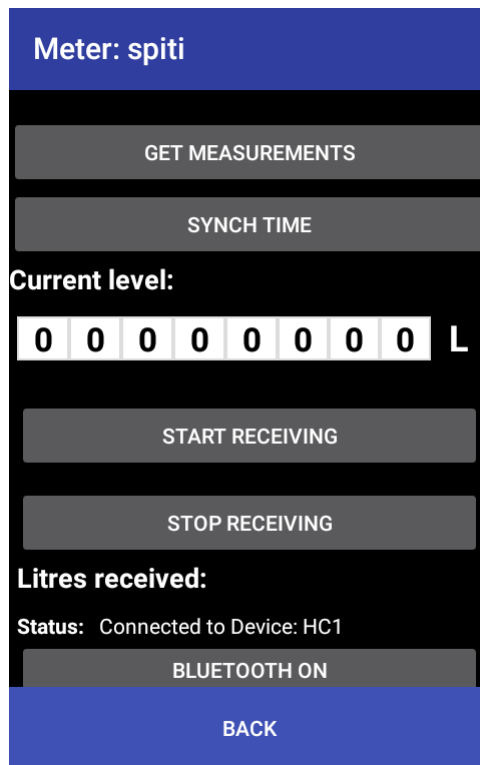 Meter: spiti
GET MEASUREMENTS
SYNCH TIME
Current level:
0 0 0 0 0 0 0 0 L
START RECEIVING
STOP RECEIVING
Litres received:
Status: Connected to Device: HC1
BLUETOOTH ON
BACK